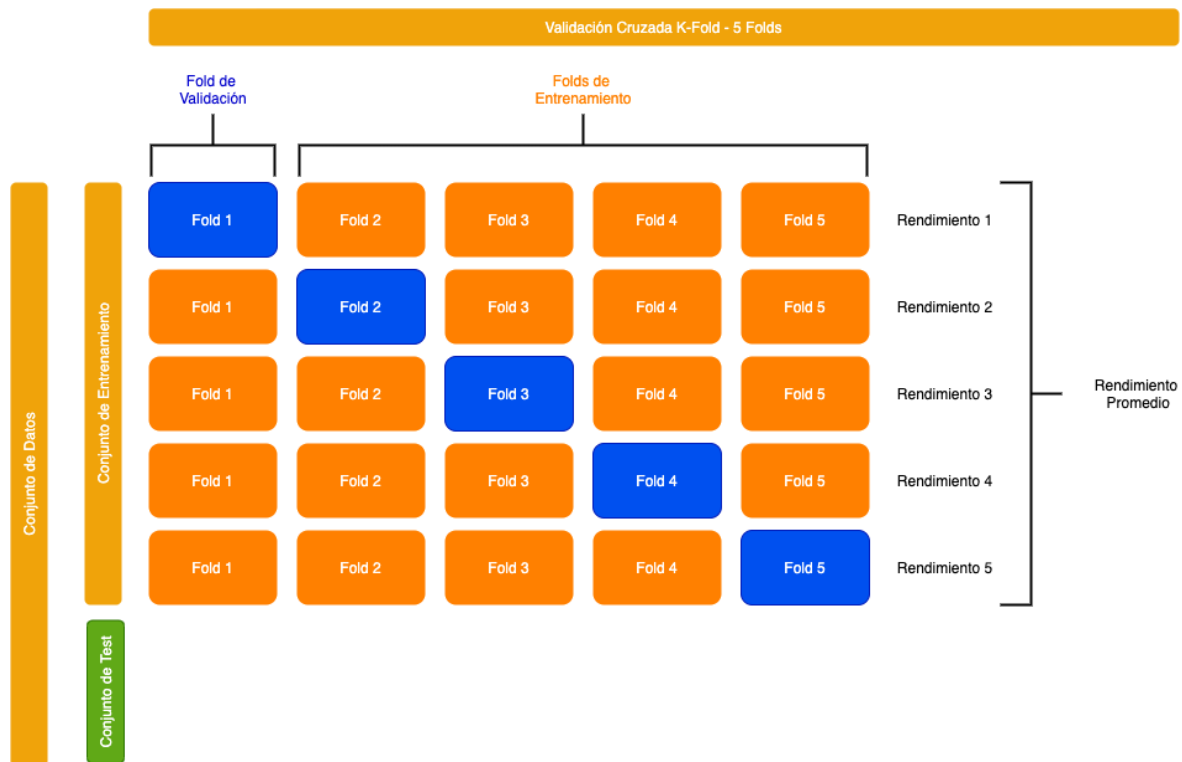 Validación Cruzada K-Fold - 5 Folds
Fold de
Validación
Folds de
Entrenamiento
Conjunto de Datos
Conjunto de Entrenamiento
Fold 1 Fold 2 Fold 3 Fold 4 Fold 5 Rendimiento 1
Fold 1 Fold 2 Fold 3 Fold 4 Fold 5 Rendimiento 2
Fold 1 Fold 2 Fold 3 Fold 4 Fold 5 Rendimiento 3
Fold 1 Fold 2 Fold 3 Fold 4 Fold 5 Rendimiento 4
Fold 1 Fold 2 Fold 3 Fold 4 Fold 5 Rendimiento 5
Rendimiento
Promedio
Conjunto de Test